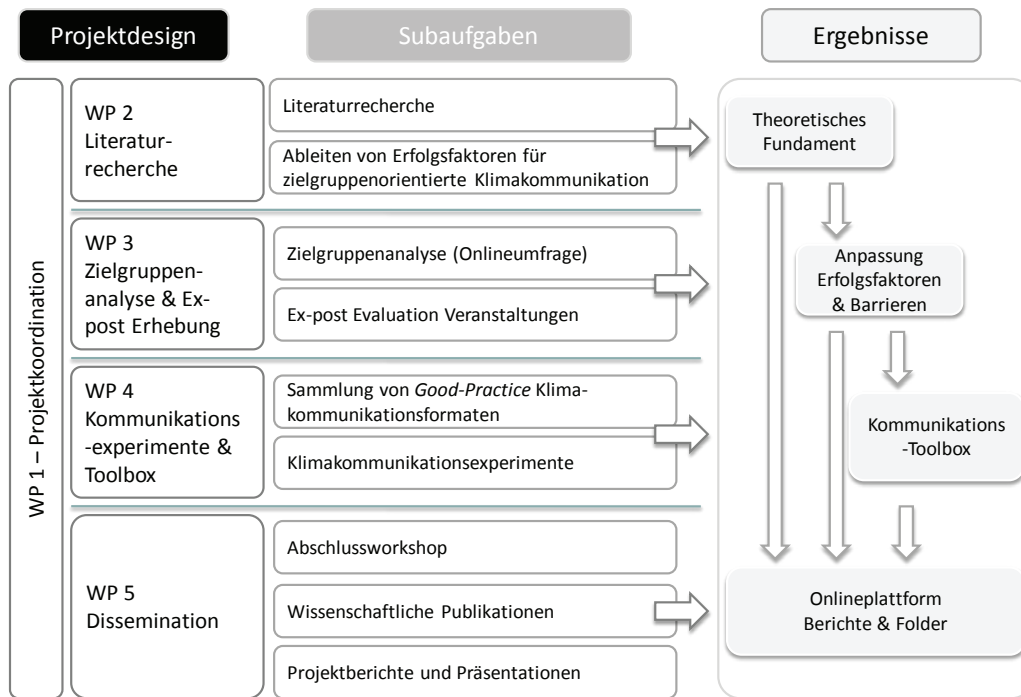 Projektdesign
Subaufgaben
Ergebnisse
WP 1 – Projektkoordination
WP 2
Literatur-
recherche
Literaturrecherche
Ableiten von Erfolgsfaktoren für
zielgruppenorientierte Klimakommunikation
Theoretisches
Fundament
WP 3
Zielgruppen-
analyse & Ex-
post Erhebung
Zielgruppenanalyse (Onlineumfrage)
Ex-post Evaluation Veranstaltungen
Anpassung
Erfolgsfaktoren
& Barrieren
WP 4
Kommunikations
-experimente &
Toolbox
Sammlung von Good-Practice Klima-
kommunikationsformaten
Klimakommunikationsexperimente
Kommunikations
-Toolbox
WP 5
Dissemination
Abschlussworkshop
Wissenschaftliche Publikationen
Projektberichte und Präsentationen
Onlineplattform
Berichte & Folder